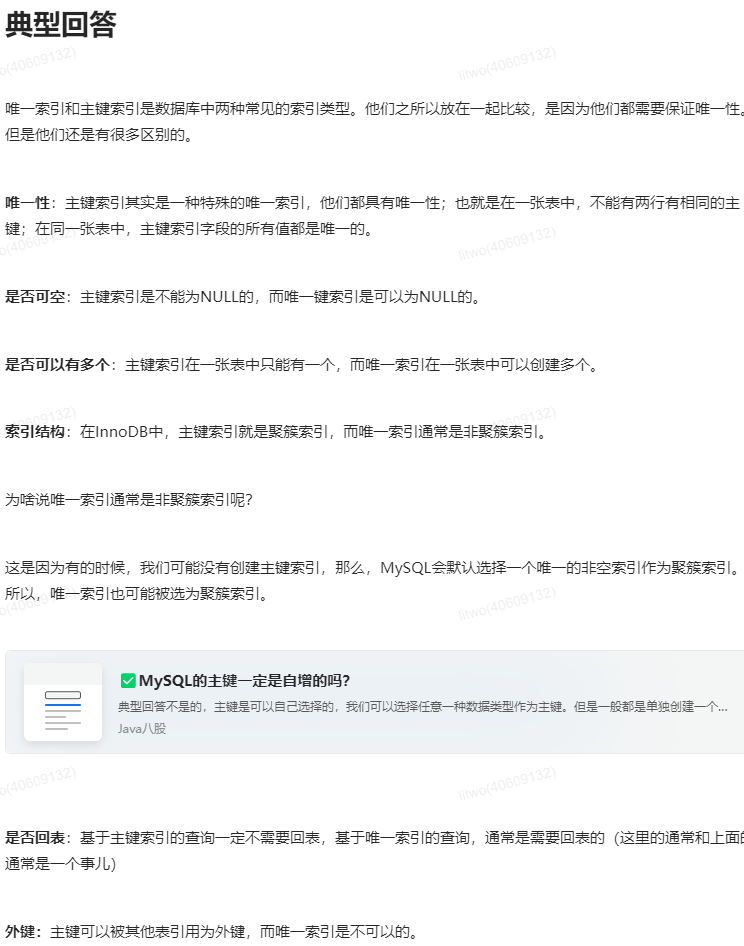 典型回答
唯一索引和主键索引是数据库中两种常见的索引类型。他们之所以放在一起比较，是因为他们都需要保证唯一性。
但是他们还是有很多区别的。
唯一性：主键索引其实是一种特殊的唯一索引，他们都具有唯一性；也就是在一张表中，不能有两行有相同的主
键；在同一张表中，主键索引字段的所有值都是唯一的。
是否可空：主键索引是不能为NULL的，而唯一键索引是可以为NULL的。
是否可以有多个：主键索引在一张表中只能有一个，而唯一索引在一张表中可以创建多个。
索引结构：在InnoDB中，主键索引就是聚簇索引，而唯一索引通常是非聚簇索引。
为啥说唯一索引通常是非聚簇索引呢？
这是因为有的时候，我们可能没有创建主键索引，那么，MySQL会默认选择一个唯一的非空索引作为聚簇索引。
所以，唯一索引也可能被选为聚簇索引。
✅MySQL的主键一定是自增的吗？
典型回答不是的，主键是可以自己选择的，我们可以选择任意一种数据类型作为主键。但是一般都是单独创建一个...
Java八股
是否回表：基于主键索引的查询一定不需要回表，基于唯一索引的查询，通常是需要回表的（这里的通常和上面的
通常是一个事儿）
外键：主键可以被其他表引用为外键，而唯一索引是不可以的。
litwo(40609132)
litwo(40609132)
litwo(40609132)
litwo(40609132)